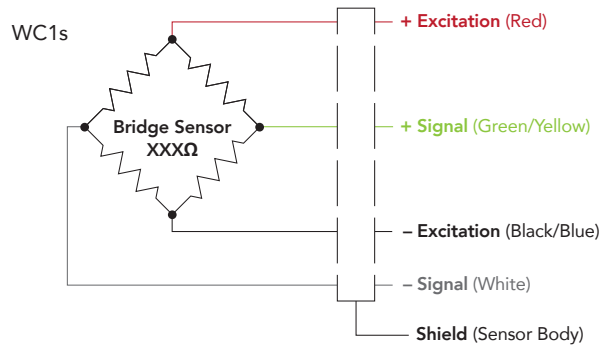 WC1s
+ Excitation (Red)
Bridge Sensor
XXXΩ
+ Signal (Green/Yellow)
– Excitation (Black/Blue)
– Signal (White)
Shield (Sensor Body)